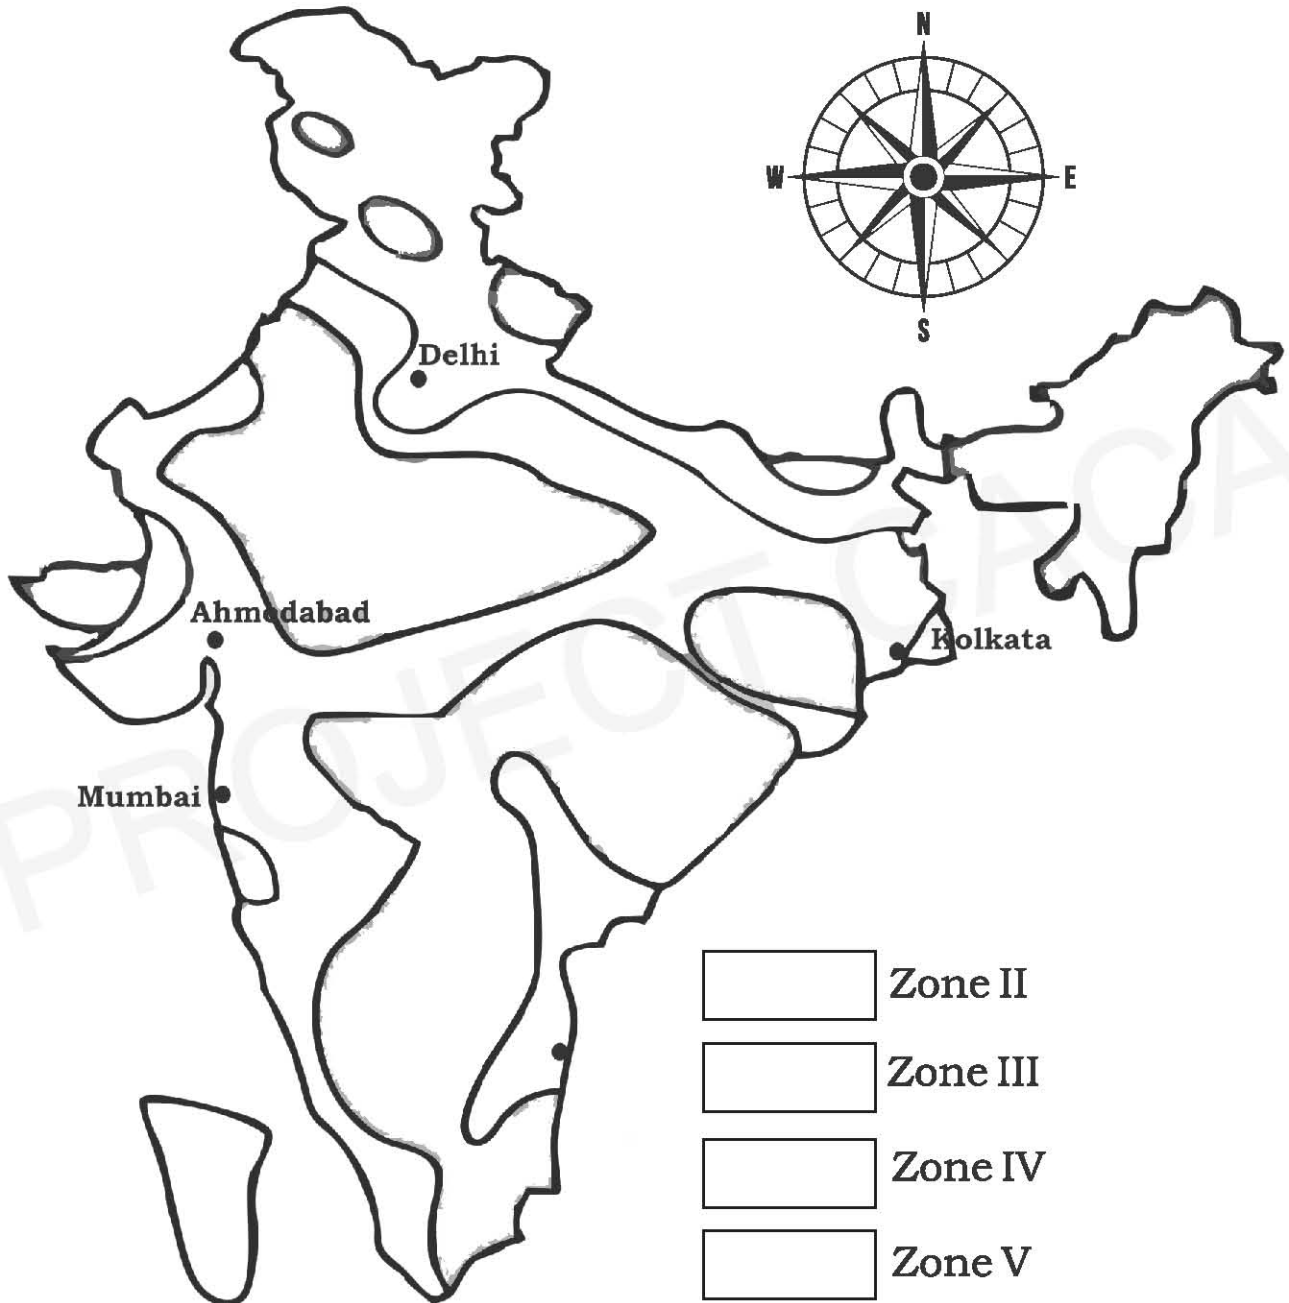 N
W
E
S
Delhi
Ahmedabad
Kolkata
Mumbai
Zone II
Zone III
Zone IV
Zone V
PROJECT CACA